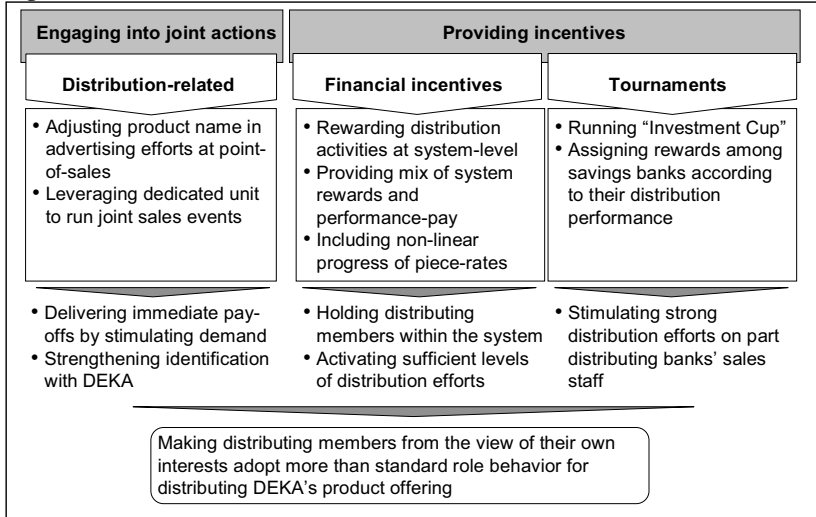 Engaging into joint actions
Providing incentives
Distribution-related
Financial incentives
Tournaments
• Adjusting product name in
advertising efforts at point-
of-sales
• Leveraging dedicated unit
to run joint sales events
• Rewarding distribution
activities at system-level
• Providing mix of system
rewards and
performance-pay
• Including non-linear
progress of piece-rates
• Running “Investment Cup”
• Assigning rewards among
savings banks according
to their distribution
performance
• Delivering immediate pay-
offs by stimulating demand
• Strengthening identification
with DEKA
• Holding distributing
members within the system
• Activating sufficient levels
of distribution efforts
• Stimulating strong
distribution efforts on part
distributing banks’ sales
staff
Making distributing members from the view of their own
interests adopt more than standard role behavior for
distributing DEKA’s product offering